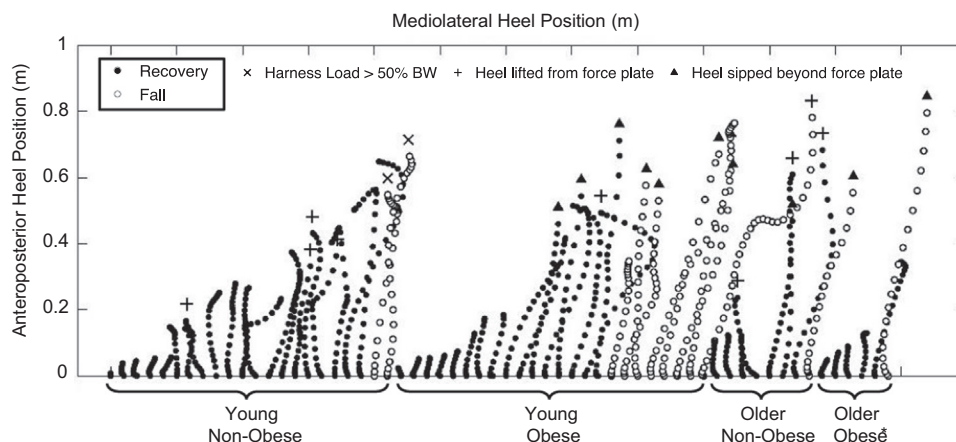 Mediolateral Heel Position (m)
Anteroposterior Heel Position (m)
1
0.8
0.6
0.4
0.2
0
Recovery
Fall
Harness Load > 50% BW
Heel lifted from force plate
Heel sipped beyond force plate
Young
Non-Obese
Young
Obese
Older
Non-Obese
Older
Obese*